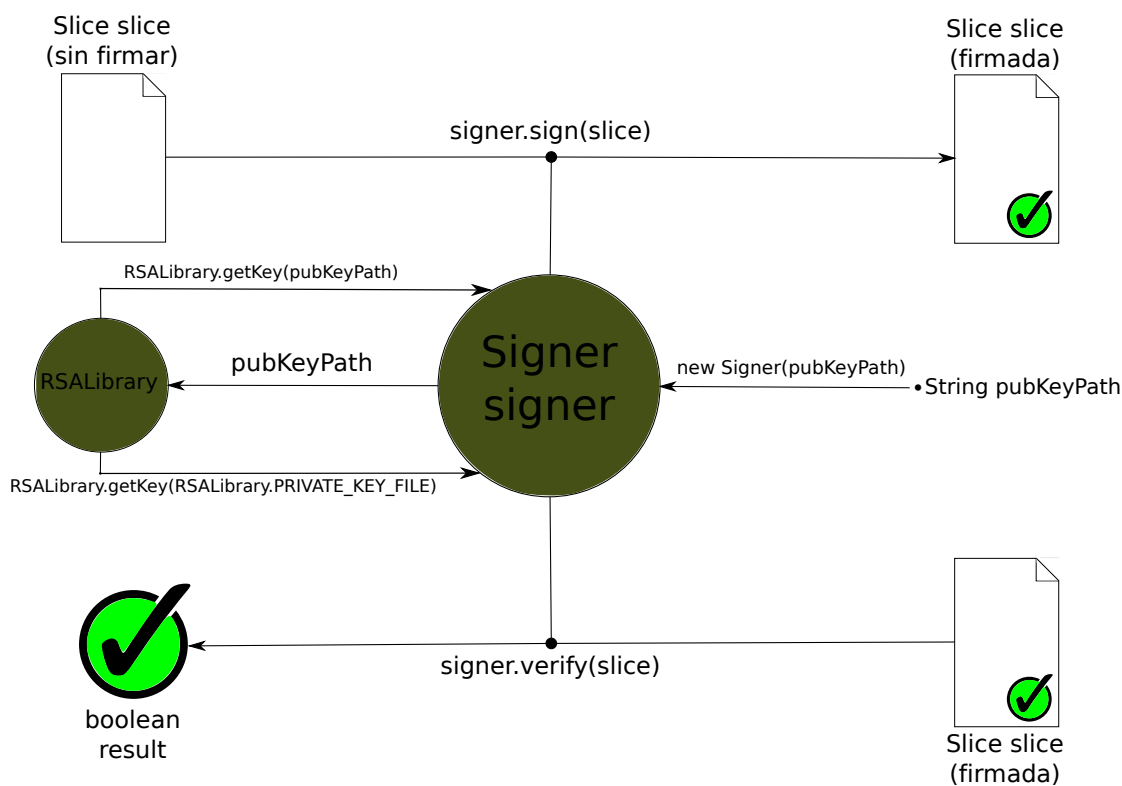 Slice slice
(sin firmar)
Slice slice
(firmada)
signer.sign(slice)
RSALibrary.getKey(pubKeyPath)
RSALibrary
pubKeyPath
Signer
signer
new Signer(pubKeyPath)
String pubKeyPath
RSALibrary.getKey(RSALibrary.PRIVATE_KEY_FILE)
signer.verify(slice)
boolean
result
Slice slice
(firmada)